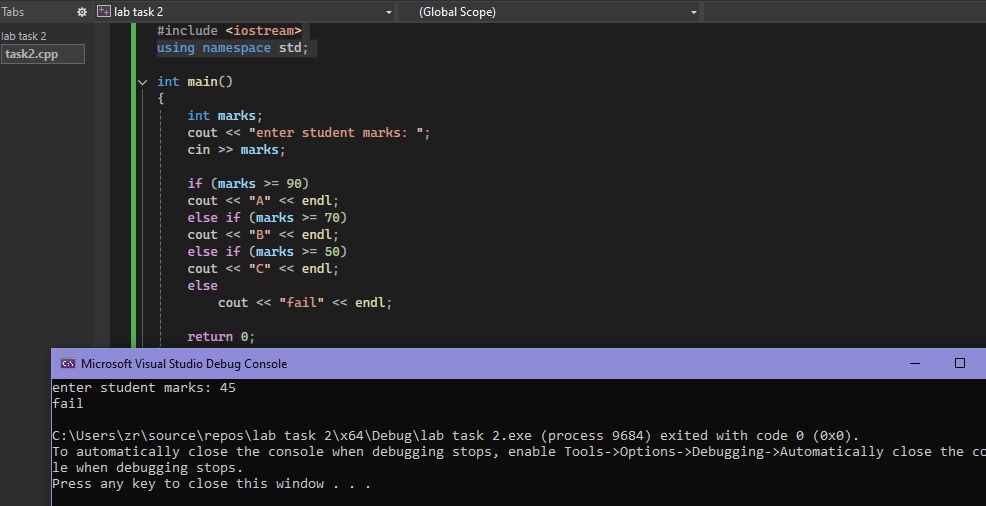 Tabs
lab task 2
(Global Scope)
lab task 2
task2.cpp
#include <iostream>
using namespace std;
int main()
{
int marks;
cout << "enter student marks: ";
cin >> marks;
if (marks >= 90)
cout << "A" << endl;
else if (marks >= 70)
cout << "B" << endl;
else if (marks >= 50)
cout << "C" << endl;
else
cout << "fail" << endl;
return 0;
Microsoft Visual Studio Debug Console
enter student marks: 45
fail
C:\Users\zr\source\repos\lab task 2\x64\Debug\lab task 2.exe (process 9684) exited with code 0 (0x0).
To automatically close the console when debugging stops, enable Tools->Options->Debugging->Automatically close the co
le when debugging stops.
Press any key to close this window . . .